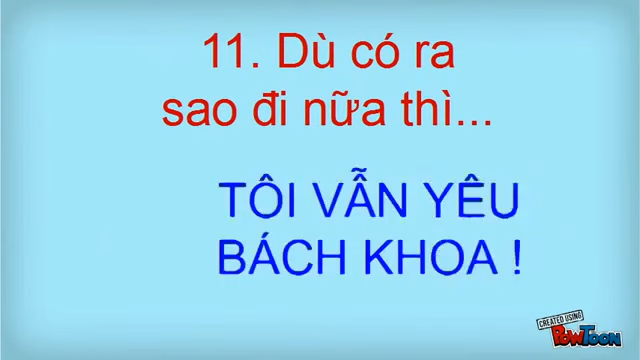 11. Dù có ra
sao đi nữa thì...
TÔI VẪN YÊU
BÁCH KHOA !
CREATED USING
POWTOON